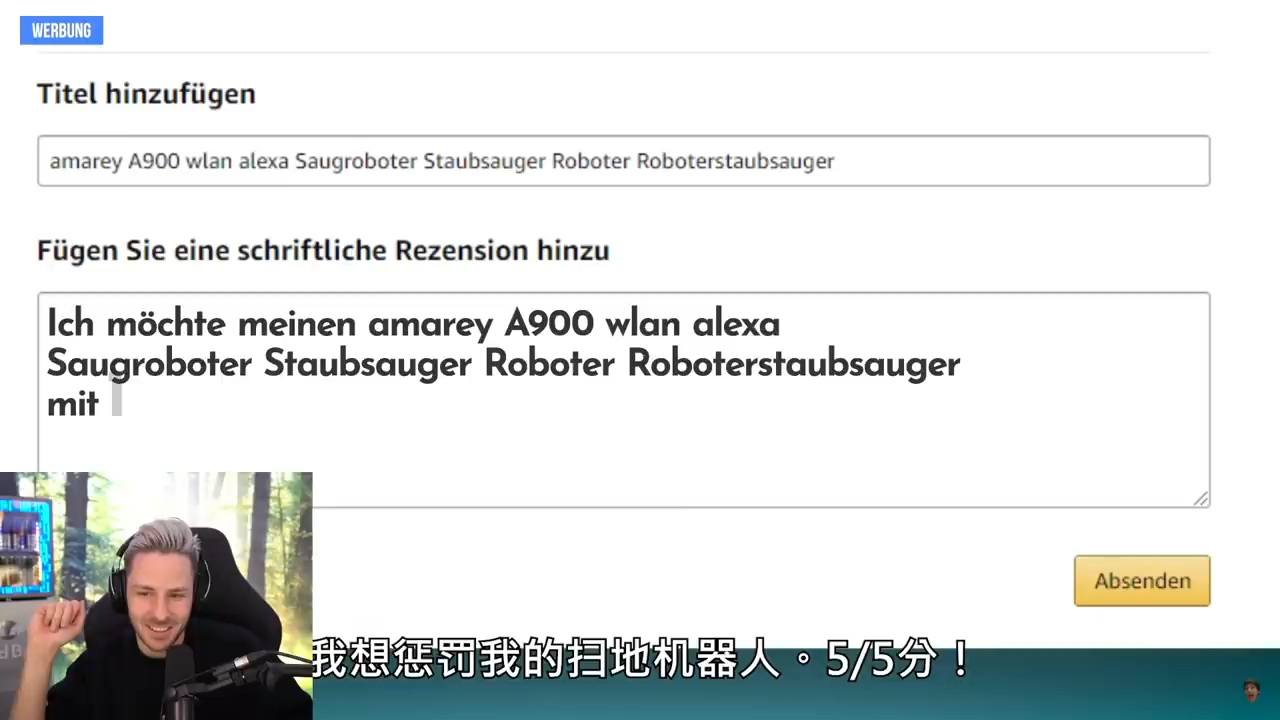 WERBUNG
Titel hinzufügen
amarey A900 wlan alexa Saugroboter Staubsauger Roboter Roboterstaubsauger
Fügen Sie eine schriftliche Rezension hinzu
Ich möchte meinen amarey A900 wlan alexa
Saugroboter Staubsauger Roboter Roboterstaubsauger
mit
Absenden
我想惩罚我的扫地机器人。5/5分！